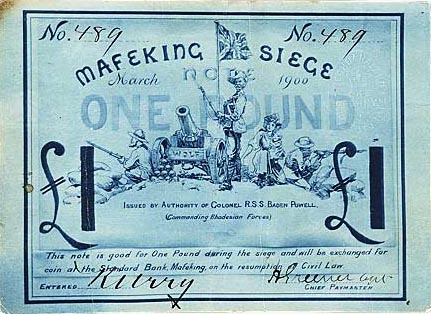 No. 489 No. 489
MAFEKING SIEGE
March note 1900
ONE POUND
WOLF
£1 £1
ISSUED BY AUTHORITY OF COLONEL R.S.S. BADEN POWELL,
(Commanding Rhodesian Forces)
This note is good for One Pound during the siege and will be exchanged for
coin at the Standard Bank, Mafeking, on the resumption of Civil Law
ENTERED
CHIEF PAYMASTER